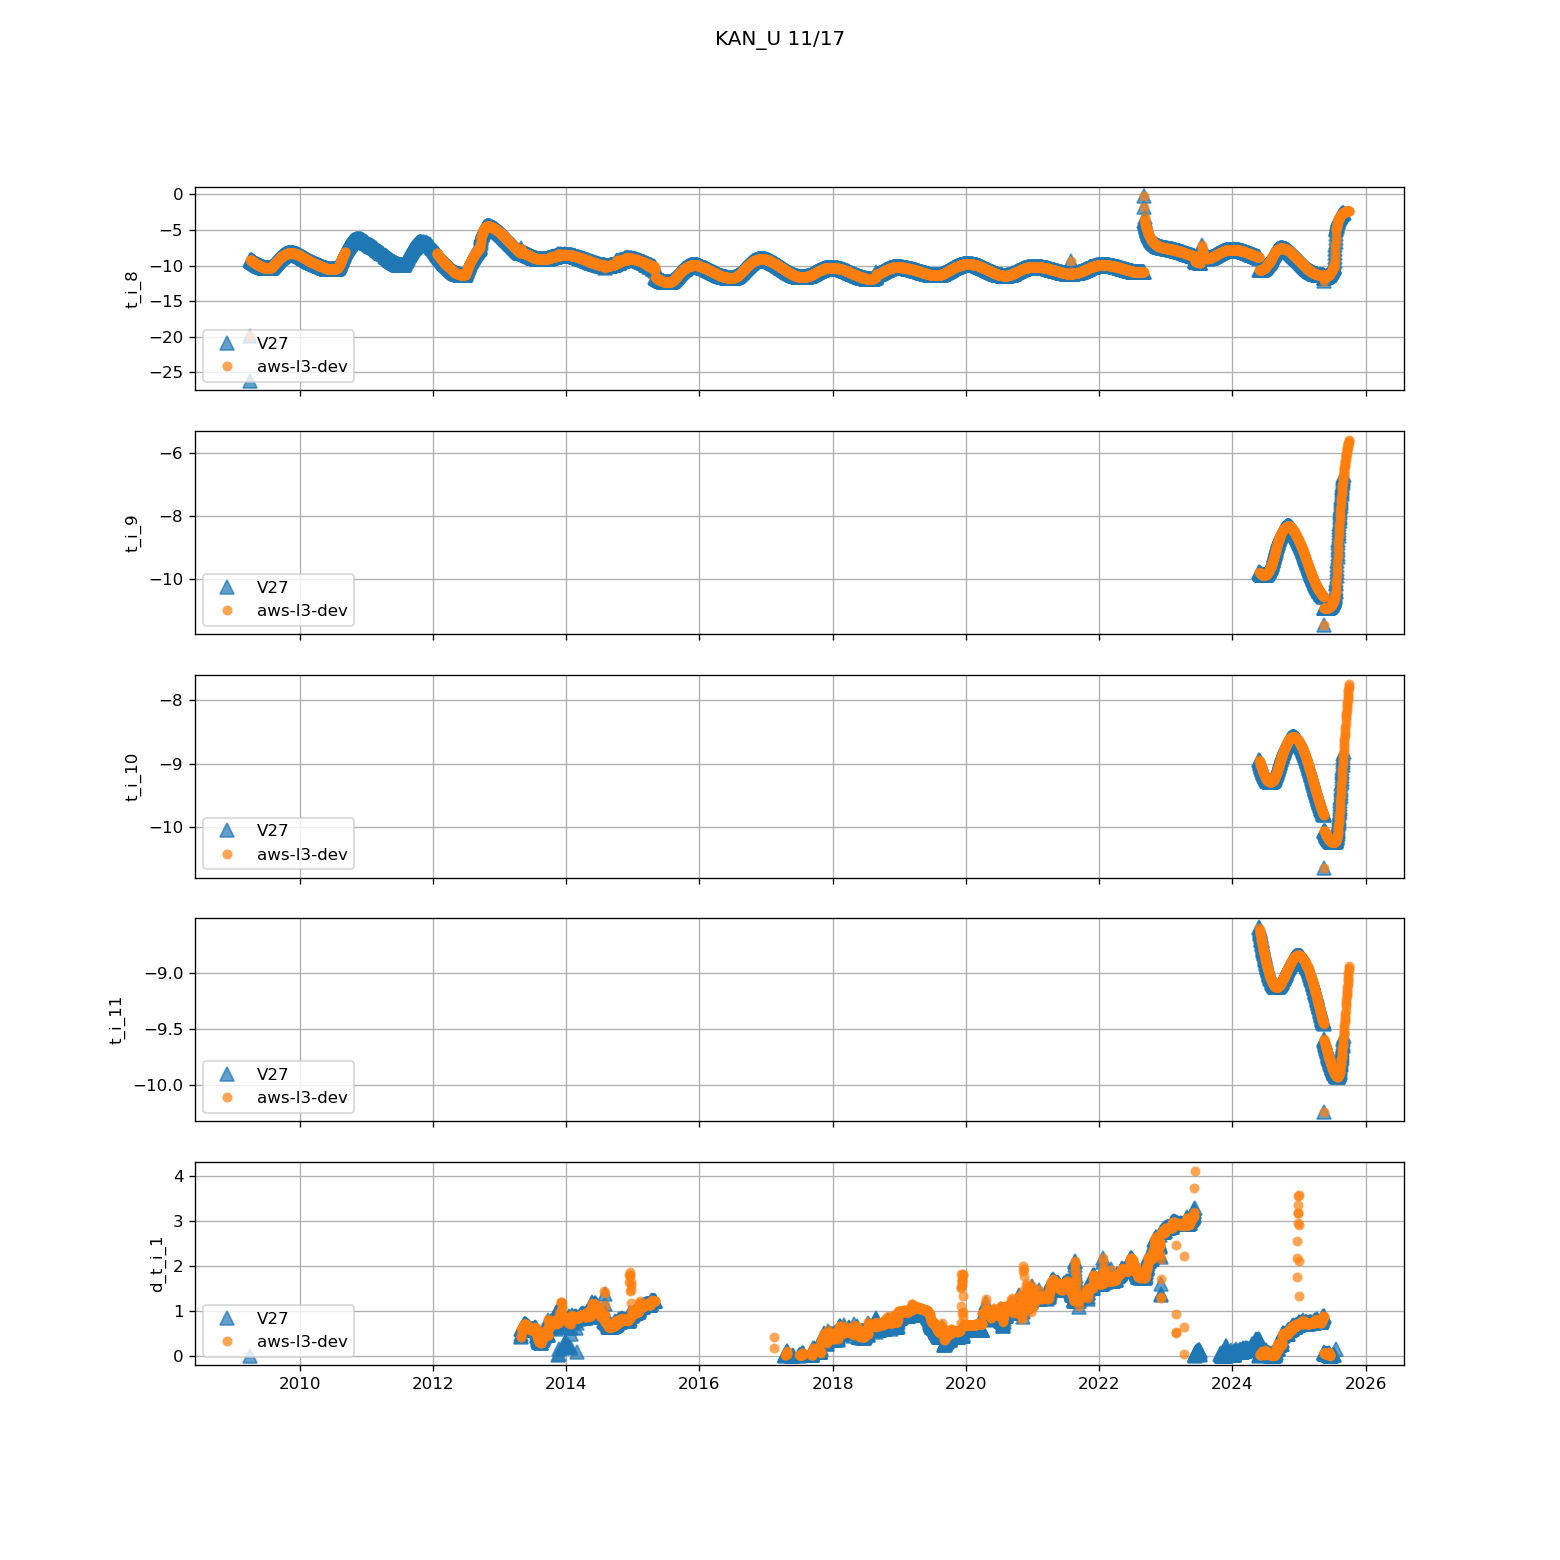 KAN_U 11/17
0
−5
−10
−15
−20
−25
t_i_8
V27
aws-l3-dev
−6
−8
−10
t_i_9
V27
aws-l3-dev
−8
−9
−10
t_i_10
V27
aws-l3-dev
−9.0
−9.5
−10.0
t_i_11
V27
aws-l3-dev
4
3
2
1
0
d_t_i_1
V27
aws-l3-dev
2010 2012 2014 2016 2018 2020 2022 2024 2026